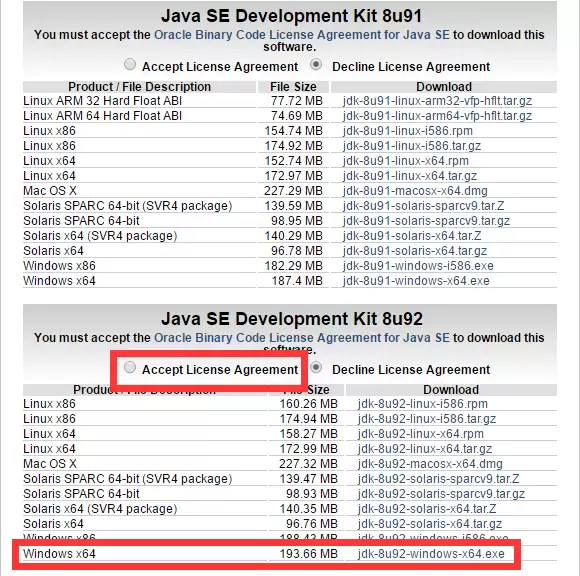 Java SE Development Kit 8u91
You must accept the Oracle Binary Code License Agreement for Java SE to download this
software.
Accept License Agreement Decline License Agreement
Product / File Description File Size Download
Linux ARM 32 Hard Float ABI 77.72 MB jdk-8u91-linux-arm32-vfp-hflt.tar.gz
Linux ARM 64 Hard Float ABI 74.69 MB jdk-8u91-linux-arm64-vfp-hflt.tar.gz
Linux x86 154.74 MB jdk-8u91-linux-i586.rpm
Linux x86 174.92 MB jdk-8u91-linux-i586.tar.gz
Linux x64 152.74 MB jdk-8u91-linux-x64.rpm
Linux x64 172.97 MB jdk-8u91-linux-x64.tar.gz
Mac OS X 227.29 MB jdk-8u91-macosx-x64.dmg
Solaris SPARC 64-bit (SVR4 package) 139.59 MB jdk-8u91-solaris-sparcv9.tar.Z
Solaris SPARC 64-bit 98.95 MB jdk-8u91-solaris-sparcv9.tar.gz
Solaris x64 (SVR4 package) 140.29 MB jdk-8u91-solaris-x64.tar.Z
Solaris x64 96.78 MB jdk-8u91-solaris-x64.tar.gz
Windows x86 182.29 MB jdk-8u91-windows-i586.exe
Windows x64 187.4 MB jdk-8u91-windows-x64.exe
Java SE Development Kit 8u92
You must accept the Oracle Binary Code License Agreement for Java SE to download this
software.
Accept License Agreement Decline License Agreement
Product / File Description File Size Download
Linux x86 160.26 MB jdk-8u92-linux-i586.rpm
Linux x86 174.94 MB jdk-8u92-linux-i586.tar.gz
Linux x64 158.27 MB jdk-8u92-linux-x64.rpm
Linux x64 172.99 MB jdk-8u92-linux-x64.tar.gz
Mac OS X 227.32 MB jdk-8u92-macosx-x64.dmg
Solaris SPARC 64-bit (SVR4 package) 139.47 MB jdk-8u92-solaris-sparcv9.tar.Z
Solaris SPARC 64-bit 98.93 MB jdk-8u92-solaris-sparcv9.tar.gz
Solaris x64 (SVR4 package) 140.35 MB jdk-8u92-solaris-x64.tar.Z
Solaris x64 96.76 MB jdk-8u92-solaris-x64.tar.gz
Windows x86 188.43 MB jdk-8u92-windows-i586.exe
Windows x64 193.66 MB jdk-8u92-windows-x64.exe